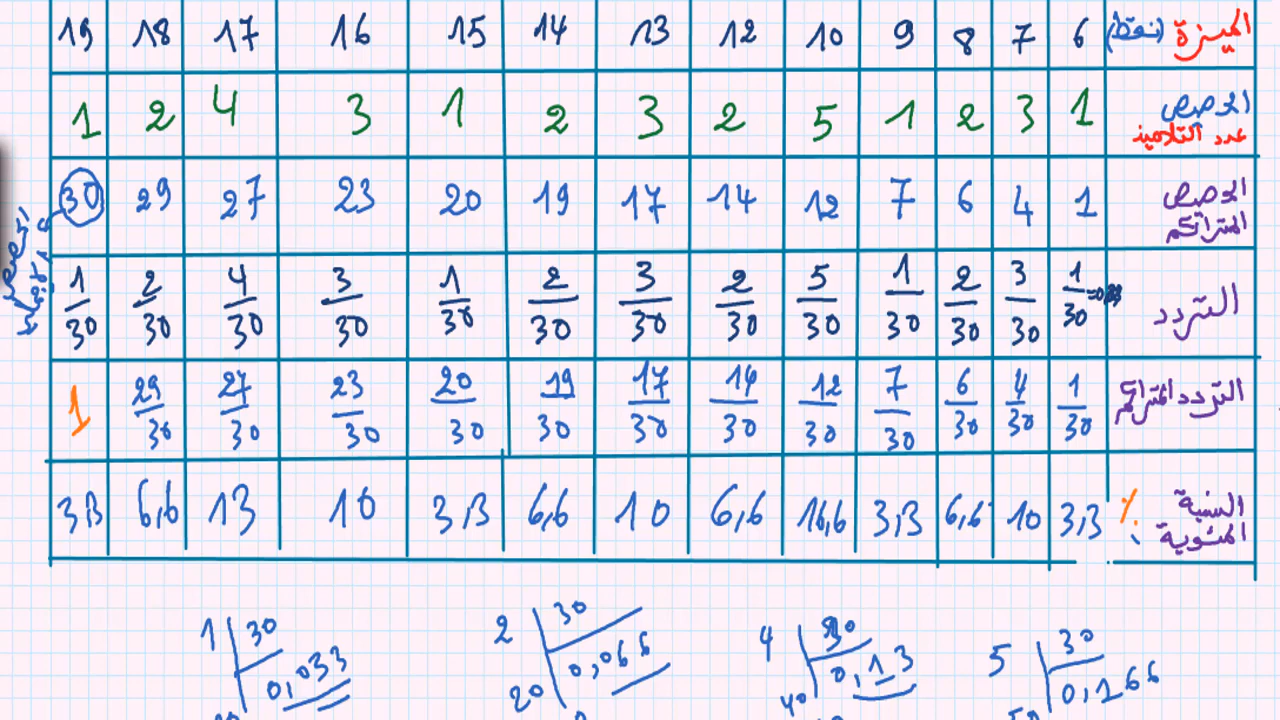 الميزة (نقط) 6 7 8 9 10 12 13 14 15 16 17 18 19
الحصيص 1 3 2 1 5 2 3 2 1 3 4 2 1
عدد التلاميذ
الحصيص 1 4 6 7 12 14 17 19 20 23 27 29 30
المتراكم
التردد 1/30 3/30 2/30 1/30 5/30 2/30 3/30 2/30 1/30 3/30 4/30 2/30 1/30
التردد المتراكم 1/30 4/30 6/30 7/30 12/30 14/30 17/30 19/30 20/30 23/30 27/30 29/30 1
النسبة % 3,3 10 6,6 3,3 16,6 6,6 10 6,6 3,3 10 13 6,6 3,3
المئوية
1 30
0,033
2 30
0,066
20
4 30
0,13
40
5 30
0,166
50